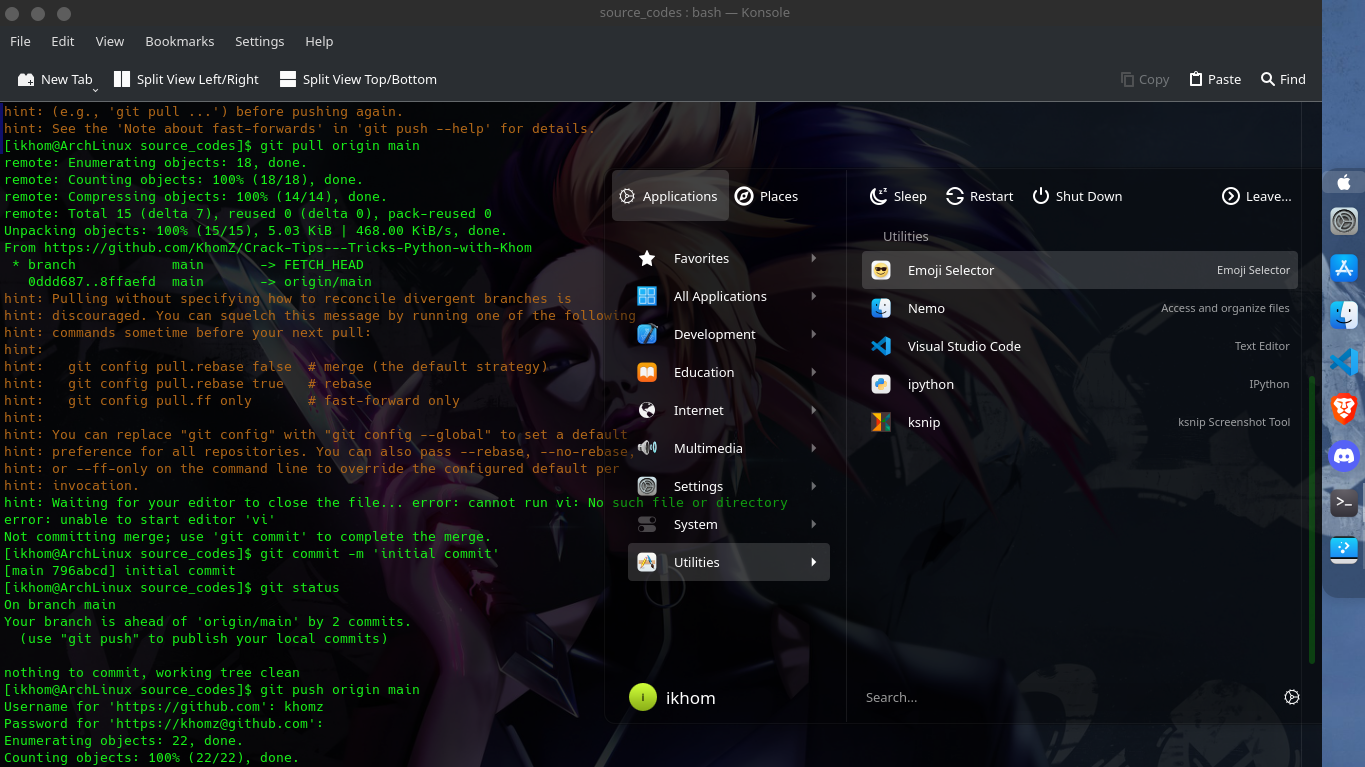 source_codes : bash — Konsole
File Edit View Bookmarks Settings Help
New Tab Split View Left/Right Split View Top/Bottom Copy Paste Find
hint: (e.g., 'git pull ...') before pushing again.
hint: See the 'Note about fast-forwards' in 'git push --help' for details.
[ikhom@ArchLinux source_codes]$ git pull origin main
remote: Enumerating objects: 18, done.
remote: Counting objects: 100% (18/18), done.
remote: Compressing objects: 100% (14/14), done.
remote: Total 15 (delta 7), reused 0 (delta 0), pack-reused 0
Unpacking objects: 100% (15/15), 5.03 KiB | 468.00 KiB/s, done.
From https://github.com/KhomZ/Crack-Tips---Tricks-Python-with-Khom
 * branch            main       -> FETCH_HEAD
   0ddd687..8ffaefd  main       -> origin/main
hint: Pulling without specifying how to reconcile divergent branches is
hint: discouraged. You can squelch this message by running one of the following
hint: commands sometime before your next pull:
hint:
hint:   git config pull.rebase false  # merge (the default strategy)
hint:   git config pull.rebase true   # rebase
hint:   git config pull.ff only       # fast-forward only
hint:
hint: You can replace "git config" with "git config --global" to set a default
hint: preference for all repositories. You can also pass --rebase, --no-rebase,
hint: or --ff-only on the command line to override the configured default per
hint: invocation.
hint: Waiting for your editor to close the file... error: cannot run vi: No such file or directory
error: unable to start editor 'vi'
Not committing merge; use 'git commit' to complete the merge.
[ikhom@ArchLinux source_codes]$ git commit -m 'initial commit'
[main 796abcd] initial commit
[ikhom@ArchLinux source_codes]$ git status
On branch main
Your branch is ahead of 'origin/main' by 2 commits.
  (use "git push" to publish your local commits)
nothing to commit, working tree clean
[ikhom@ArchLinux source_codes]$ git push origin main
Username for 'https://github.com': khomz
Password for 'https://khomz@github.com':
Enumerating objects: 22, done.
Counting objects: 100% (22/22), done.
Applications Places
Favorites
All Applications
Development
Education
Internet
Multimedia
Settings
System
Utilities
i ikhom
Sleep Restart Shut Down Leave...
Utilities
Emoji Selector Emoji Selector
Nemo Access and organize files
Visual Studio Code Text Editor
ipython IPython
ksnip ksnip Screenshot Tool
Search...